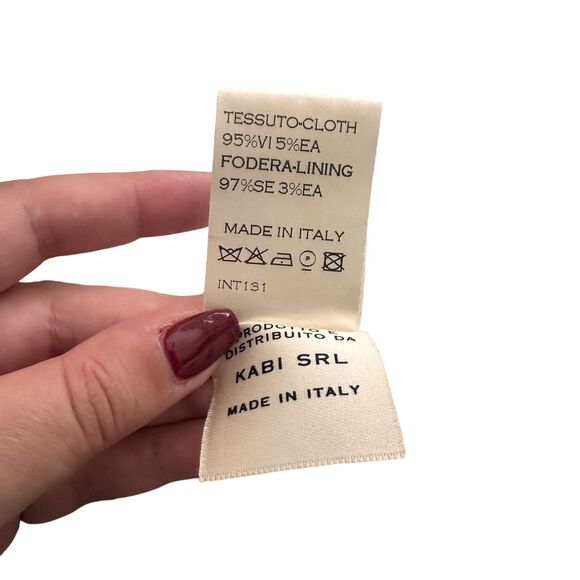 TESSUTO-CLOTH
95%VI 5%EA
FODERA-LINING
97%SE 3%EA
MADE IN ITALY
P
INT131
PRODOTTO E
DISTRIBUITO DA
KABI SRL
MADE IN ITALY